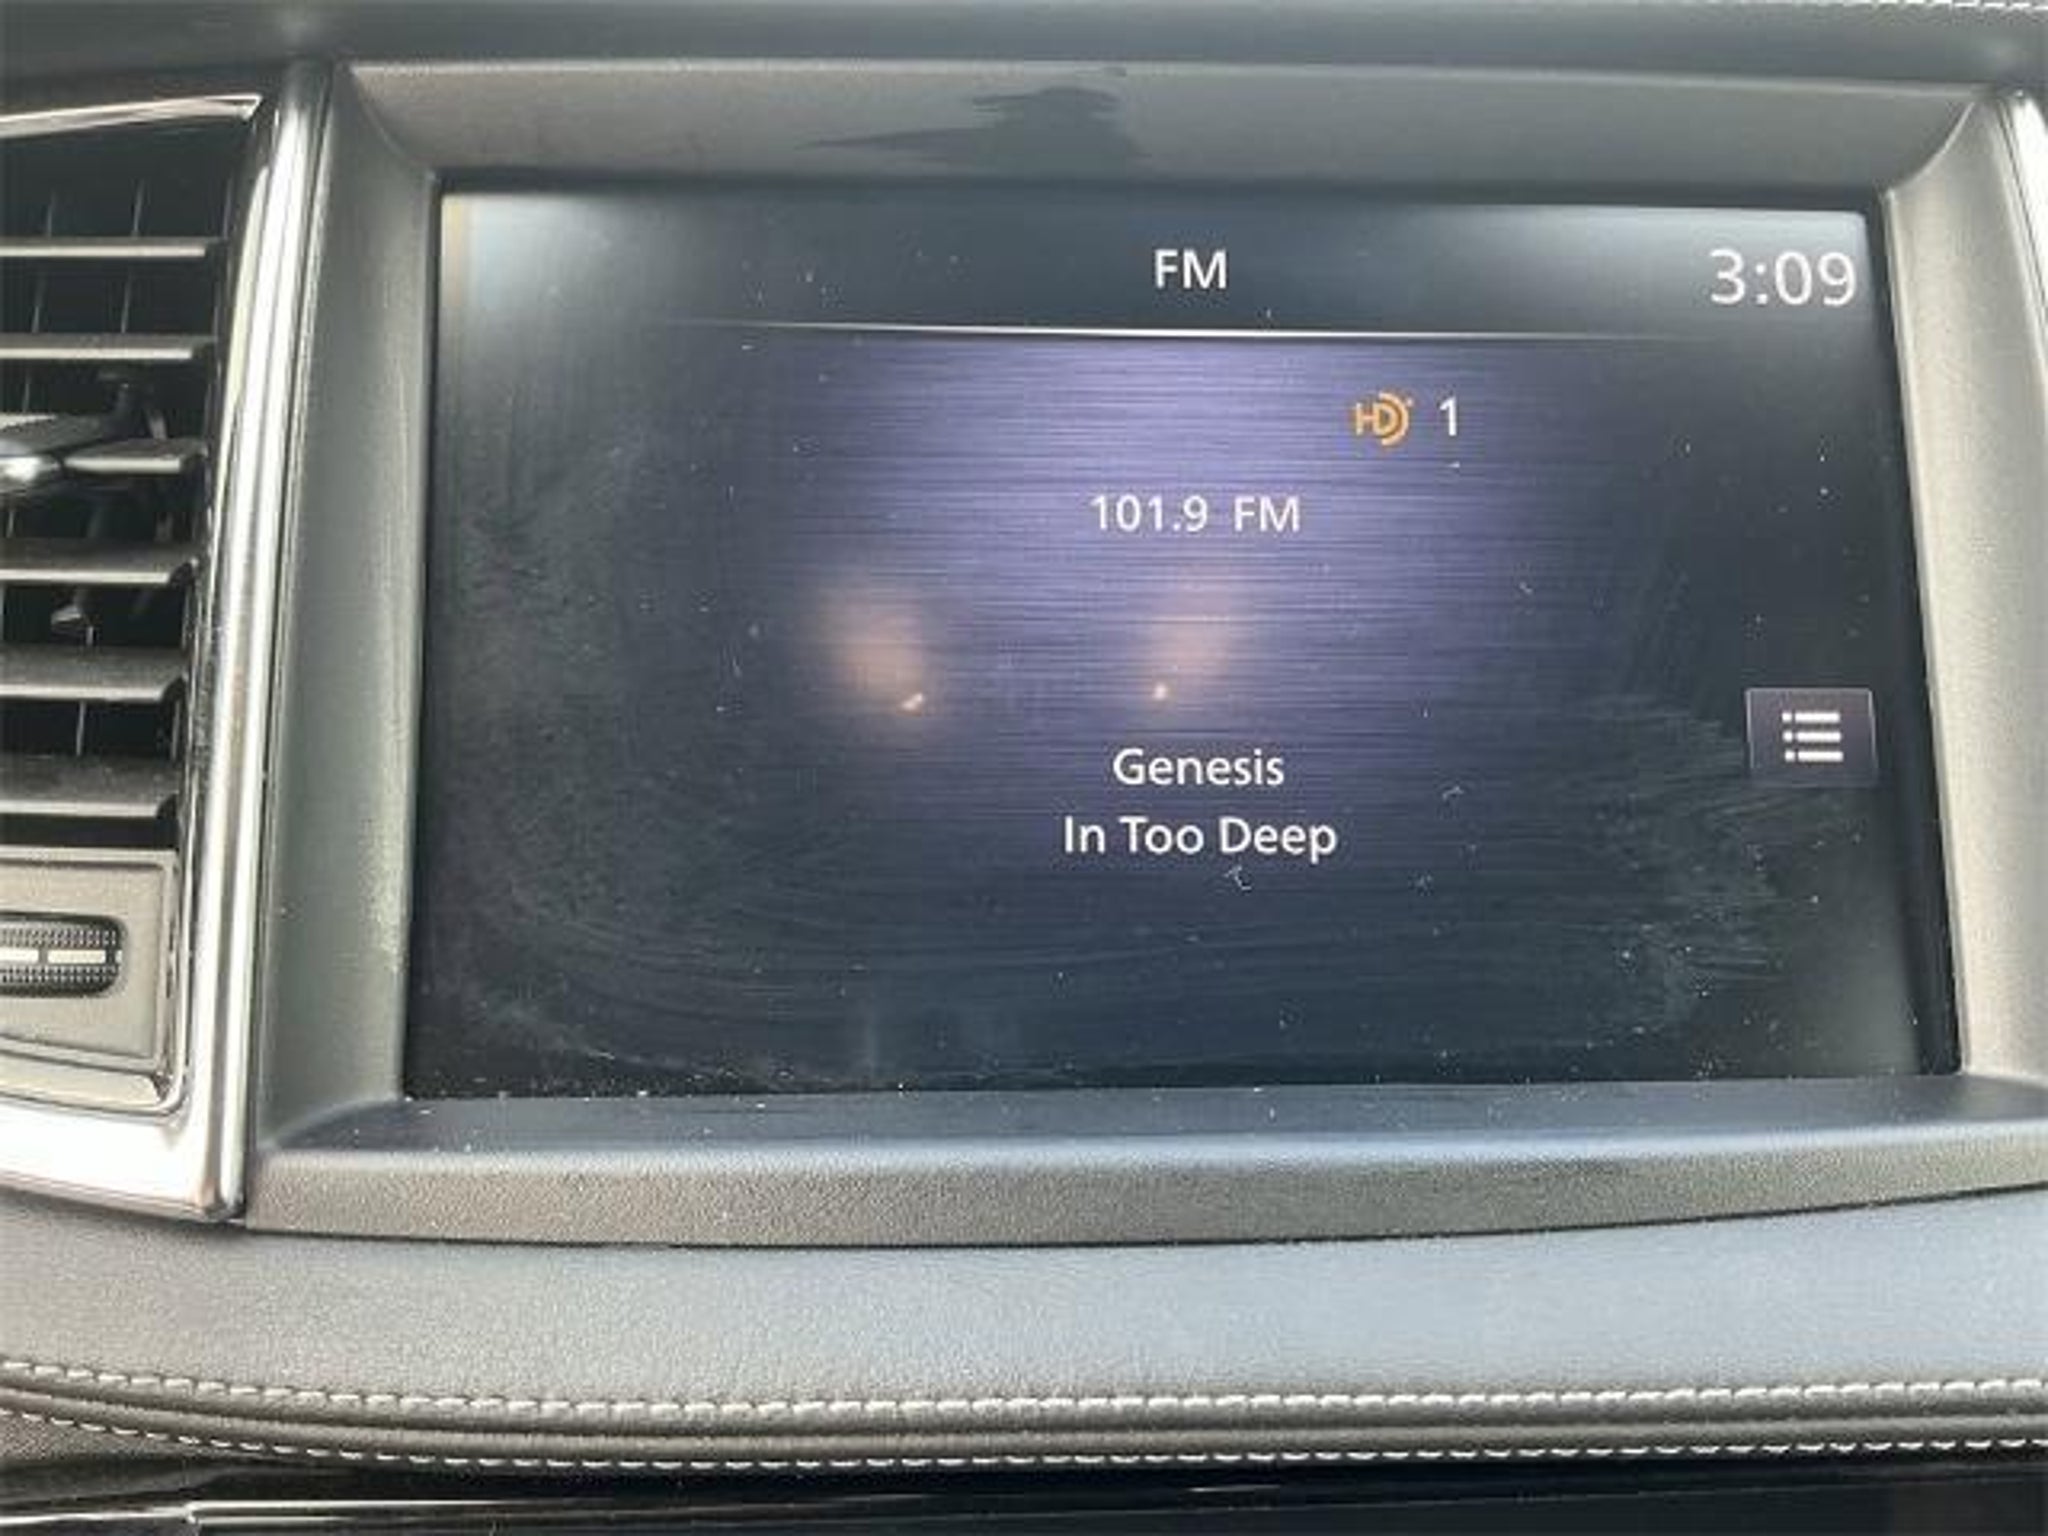 FM
3:09
HD 1
101.9 FM
Genesis
In Too Deep